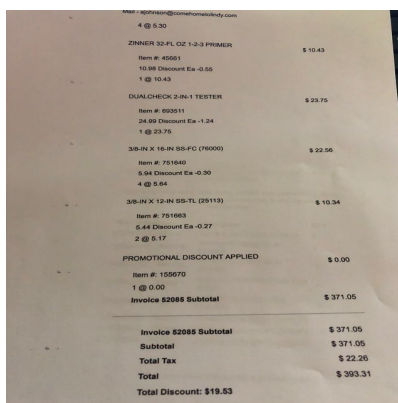 Mail - ajohnson@comehometolindy.com
4 @ 5.30
ZINNER 32-FL OZ 1-2-3 PRIMER $ 10.43
Item #: 45661
10.98 Discount Ea -0.55
1 @ 10.43
DUALCHECK 2-IN-1 TESTER $ 23.75
Item #: 693511
24.99 Discount Ea -1.24
1 @ 23.75
3/8-IN X 16-IN SS-FC (76000) $ 22.56
Item #: 751640
5.94 Discount Ea -0.30
4 @ 5.64
3/8-IN X 12-IN SS-TL (25113) $ 10.34
Item #: 751663
5.44 Discount Ea -0.27
2 @ 5.17
PROMOTIONAL DISCOUNT APPLIED $ 0.00
Item #: 155670
1 @ 0.00
Invoice 52085 Subtotal $ 371.05
Invoice 52085 Subtotal $ 371.05
Subtotal $ 371.05
Total Tax $ 22.26
Total $ 393.31
Total Discount: $19.53